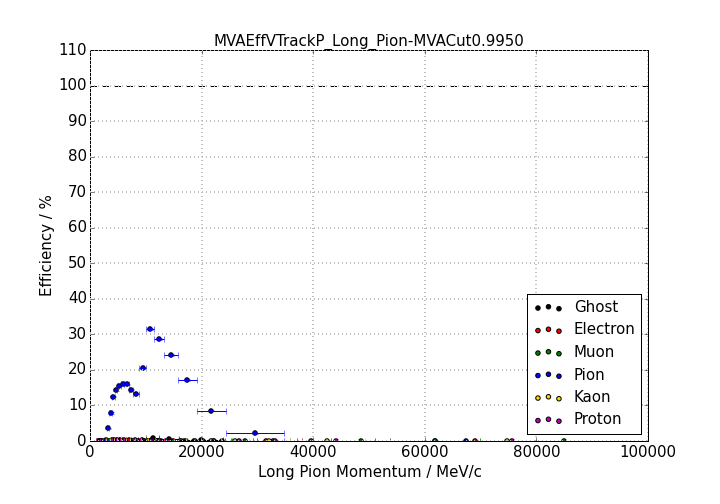 MVAEffVTrackP_Long_Pion-MVACut0.9950
110
100
90
80
70
60
50
40
30
20
10
0
Efficiency / %
Ghost
Electron
Muon
Pion
Kaon
Proton
0 20000 40000 60000 80000 100000
Long Pion Momentum / MeV/c